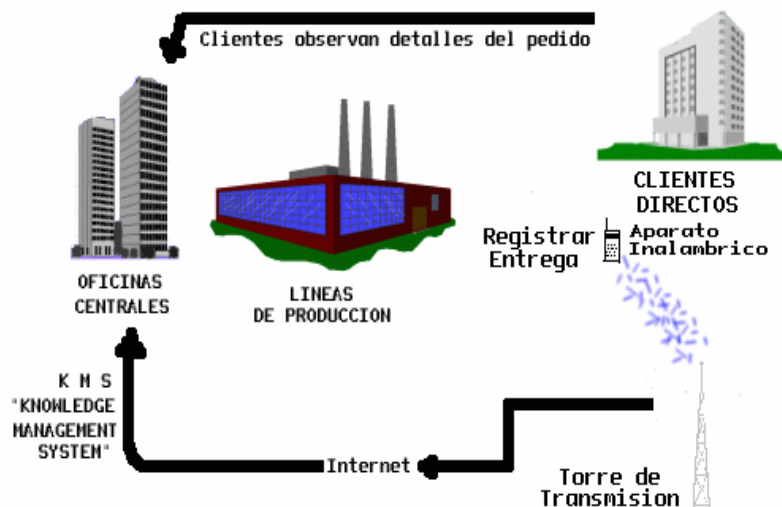 Clientes observan detalles del pedido
CLIENTES
DIRECTOS
Registrar
Entrega
Aparato
Inalambrico
OFICINAS
CENTRALES
LINEAS
DE PRODUCCION
K M S
"KNOWLEDGE
MANAGEMENT
SYSTEM"
Internet
Torre de
Transmision